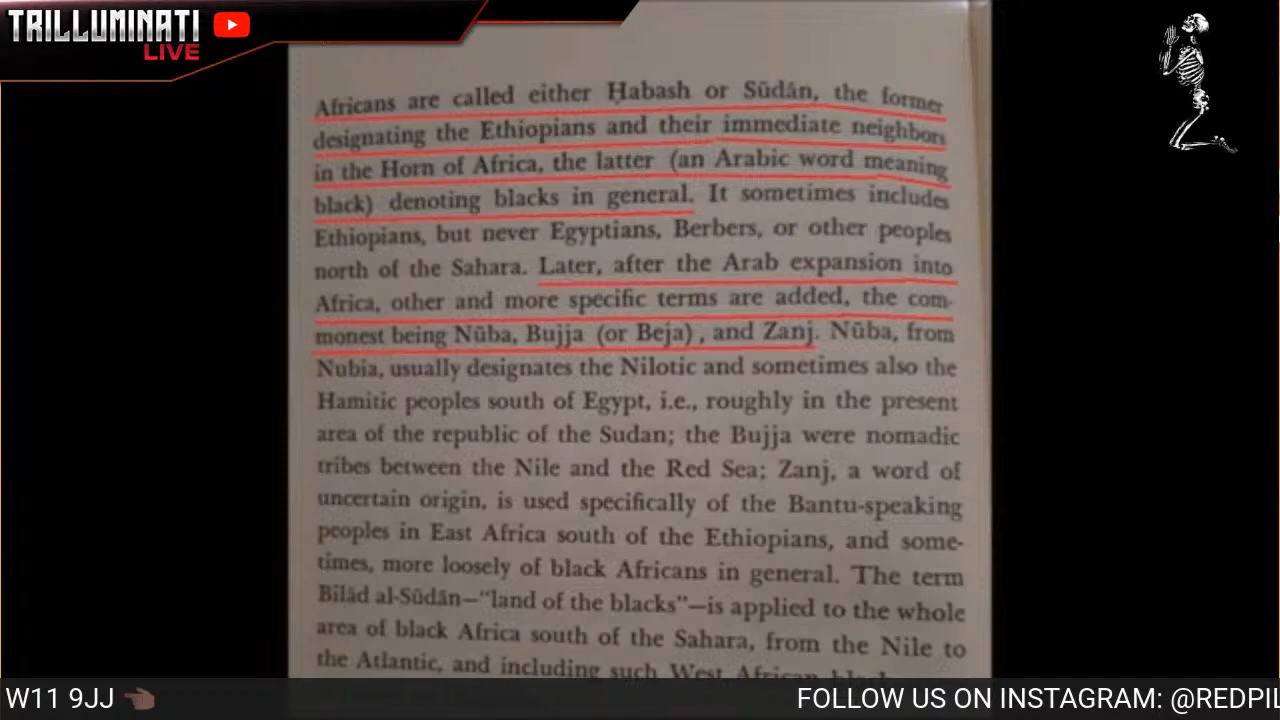 TRILLUMINATI
LIVE
Africans are called either Ḥabash or Sūdān, the former
designating the Ethiopians and their immediate neighbors
in the Horn of Africa, the latter (an Arabic word meaning
black) denoting blacks in general. It sometimes includes
Ethiopians, but never Egyptians, Berbers, or other peoples
north of the Sahara. Later, after the Arab expansion into
Africa, other and more specific terms are added, the com-
monest being Nūba, Bujja (or Beja), and Zanj. Nūba, from
Nubia, usually designates the Nilotic and sometimes also the
Hamitic peoples south of Egypt, i.e., roughly in the present
area of the republic of the Sudan; the Bujja were nomadic
tribes between the Nile and the Red Sea; Zanj, a word of
uncertain origin, is used specifically of the Bantu-speaking
peoples in East Africa south of the Ethiopians, and some-
times, more loosely of black Africans in general. The term
Bilād al-Sūdān—“land of the blacks”—is applied to the whole
area of black Africa south of the Sahara, from the Nile to
the Atlantic, and including such West African
W11 9JJ
FOLLOW US ON INSTAGRAM: @REDPIL